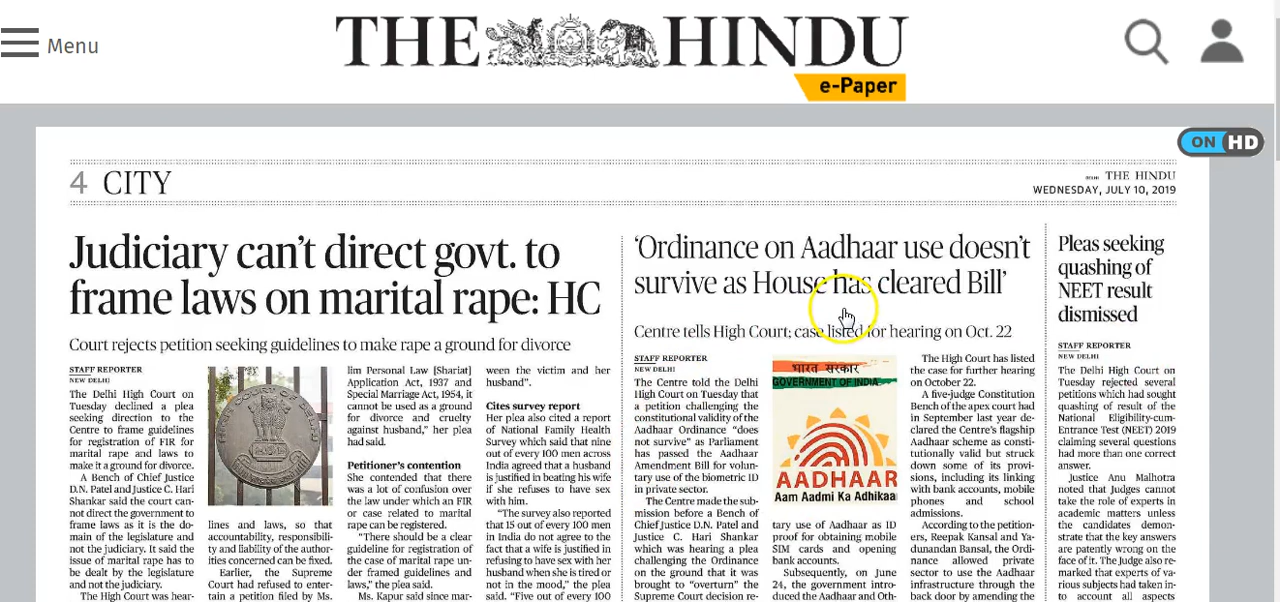 Menu
THE HINDU
e-Paper
ON HD
4 CITY
THE HINDU
WEDNESDAY, JULY 10, 2019
Judiciary can't direct govt. to
frame laws on marital rape: HC
Court rejects petition seeking guidelines to make rape a ground for divorce
STAFF REPORTER
NEW DELHI
The Delhi High Court on
Tuesday declined a plea
seeking direction to the
Centre to frame guidelines
for registration of FIR for
marital rape and laws to
make it a ground for divorce.
A Bench of Chief Justice
D.N. Patel and Justice C. Hari
Shankar said the court can-
not direct the government to
frame laws as it is the do-
main of the legislature and
not the judiciary. It said the
issue of marital rape has to
be dealt by the legislature
and not the judiciary.
The High Court was hear-
lines and laws, so that
accountability, responsibili-
ty and liability of the author-
ities concerned can be fixed.
Earlier, the Supreme
Court had refused to enter-
tain a petition filed by Ms.
lim Personal Law [Shariat]
Application Act, 1937 and
Special Marriage Act, 1954, it
cannot be used as a ground
for divorce and cruelty
against husband," her plea
had said.
Petitioner's contention
She contended that there
was a lot of confusion over
the law under which an FIR
or case related to marital
rape can be registered.
"There should be a clear
guideline for registration of
the case of marital rape un-
der framed guidelines and
laws," the plea said.
Ms. Kapur said since mar-
ween the victim and her
husband".
Cites survey report
Her plea also cited a report
of National Family Health
Survey which said that nine
out of every 100 men across
India agreed that a husband
is justified in beating his wife
if she refuses to have sex
with him.
"The survey also reported
that 15 out of every 100 men
in India do not agree to the
fact that a wife is justified in
refusing to have sex with her
husband when she is tired or
not in the mood," the plea
said. "Five out of every 100
'Ordinance on Aadhaar use doesn't
survive as House has cleared Bill'
Centre tells High Court; case listed for hearing on Oct. 22
STAFF REPORTER
NEW DELHI
The Centre told the Delhi
High Court on Tuesday that
a petition challenging the
constitutional validity of the
Aadhaar Ordinance "does
not survive" as Parliament
has passed the Aadhaar
Amendment Bill for volun-
tary use of the biometric ID
in private sector.
The Centre made the sub-
mission before a Bench of
Chief Justice D.N. Patel and
Justice C. Hari Shankar
which was hearing a plea
challenging the Ordinance
on the ground that it was
brought to "overturn" the
Supreme Court decision re-
भारत सरकार
GOVERNMENT OF INDIA
AADHAAR
Aam Aadmi Ka Adhikaa
tary use of Aadhaar as ID
proof for obtaining mobile
SIM cards and opening
bank accounts.
Subsequently, on June
24, the government intro-
duced the Aadhaar and Oth-
The High Court has listed
the case for further hearing
on October 22.
A five-judge Constitution
Bench of the apex court had
in September last year de-
clared the Centre's flagship
Aadhaar scheme as consti-
tutionally valid but struck
down some of its provi-
sions, including its linking
with bank accounts, mobile
phones and school
admissions.
According to the petition-
ers, Reepak Kansal and Ya-
dunandan Bansal, the Ordi-
nance allowed private
sector to use the Aadhaar
infrastructure through the
back door by amending the
Pleas seeking
quashing of
NEET result
dismissed
STAFF REPORTER
NEW DELHI
The Delhi High Court on
Tuesday rejected several
petitions which had sought
quashing of result of the
National Eligibility-cum-
Entrance Test (NEET) 2019
claiming several questions
had more than one correct
answer.
Justice Anu Malhotra
noted that Judges cannot
take the role of experts in
academic matters unless
the candidates demon-
strate that the key answers
are patently wrong on the
face of it. The Judge also re-
marked that experts of va-
rious subjects had taken in-
to account all aspects